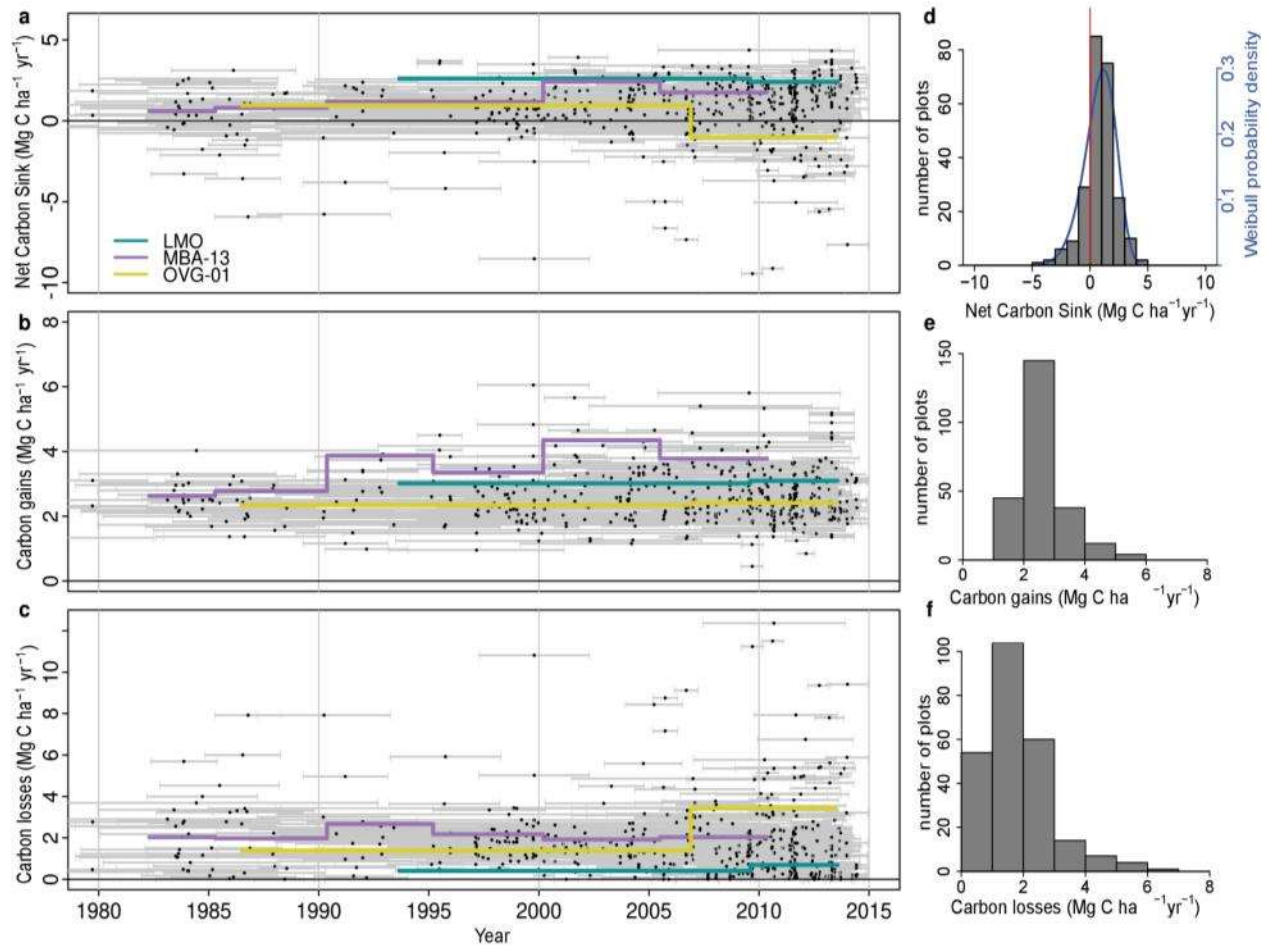 a
Net Carbon Sink (Mg C ha⁻¹ yr⁻¹)
5
0
-5
-10
LMO
MBA-13
OVG-01
b
Carbon gains (Mg C ha⁻¹ yr⁻¹)
8
6
4
2
0
c
Carbon losses (Mg C ha⁻¹ yr⁻¹)
10
8
6
4
2
0
1980 1985 1990 1995 2000 2005 2010 2015
Year
d
number of plots
80
60
40
20
0
0.3
0.2
0.1
Weibull probability density
-10 -5 0 5 10
Net Carbon Sink (Mg C ha⁻¹yr⁻¹)
e
number of plots
150
100
50
0
0 2 4 6 8
Carbon gains (Mg C ha ⁻¹yr⁻¹)
f
number of plots
100
80
60
40
20
0
0 2 4 6 8
Carbon losses (Mg C ha ⁻¹yr⁻¹)